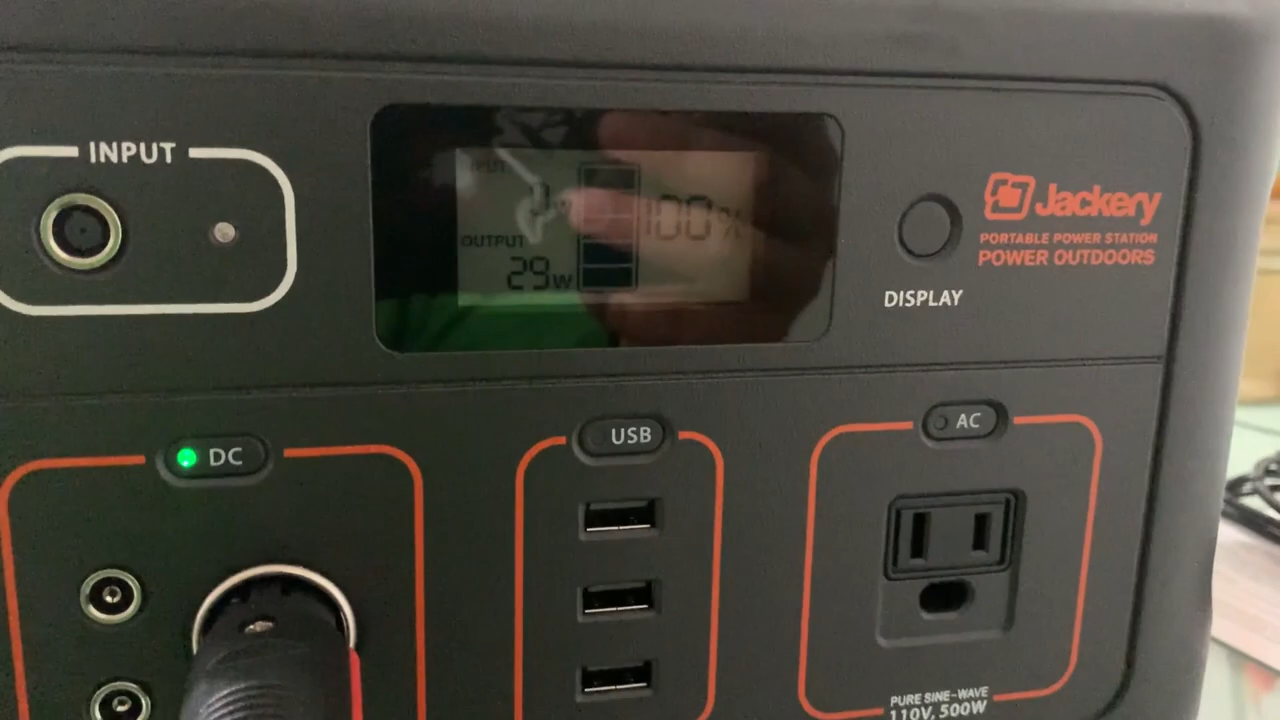 INPUT
OUTPUT
29W
100%
DISPLAY
Jackery
PORTABLE POWER STATION
POWER OUTDOORS
DC
USB
AC
PURE SINE-WAVE
110V, 500W